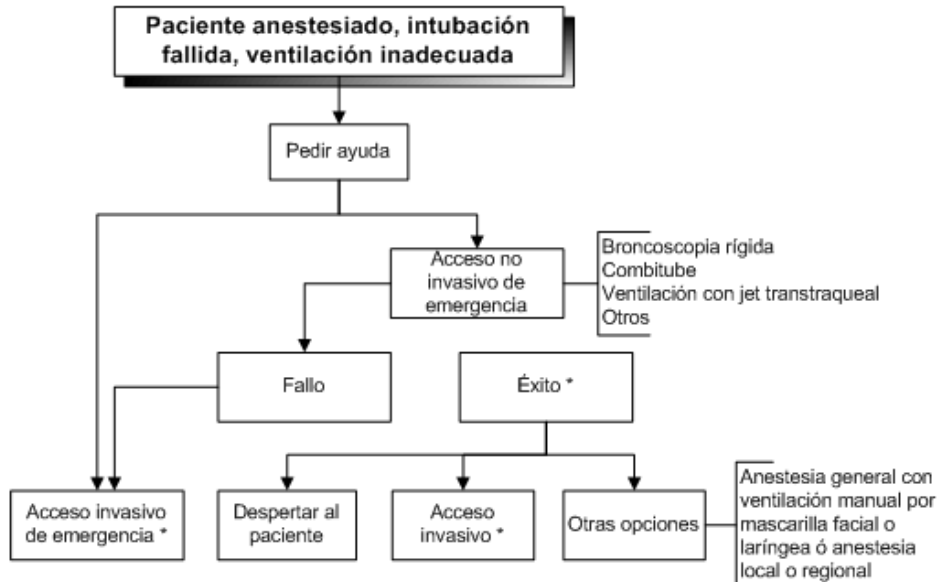 Paciente anestesiado, intubación
fallida, ventilación inadecuada
Pedir ayuda
Acceso no
invasivo de
emergencia
Broncoscopia rígida
Combitube
Ventilación con jet transtraqueal
Otros
Fallo
Éxito *
Acceso invasivo
de emergencia *
Despertar al
paciente
Acceso
invasivo *
Otras opciones
Anestesia general con
ventilación manual por
mascarilla facial o
laríngea ó anestesia
local o regional